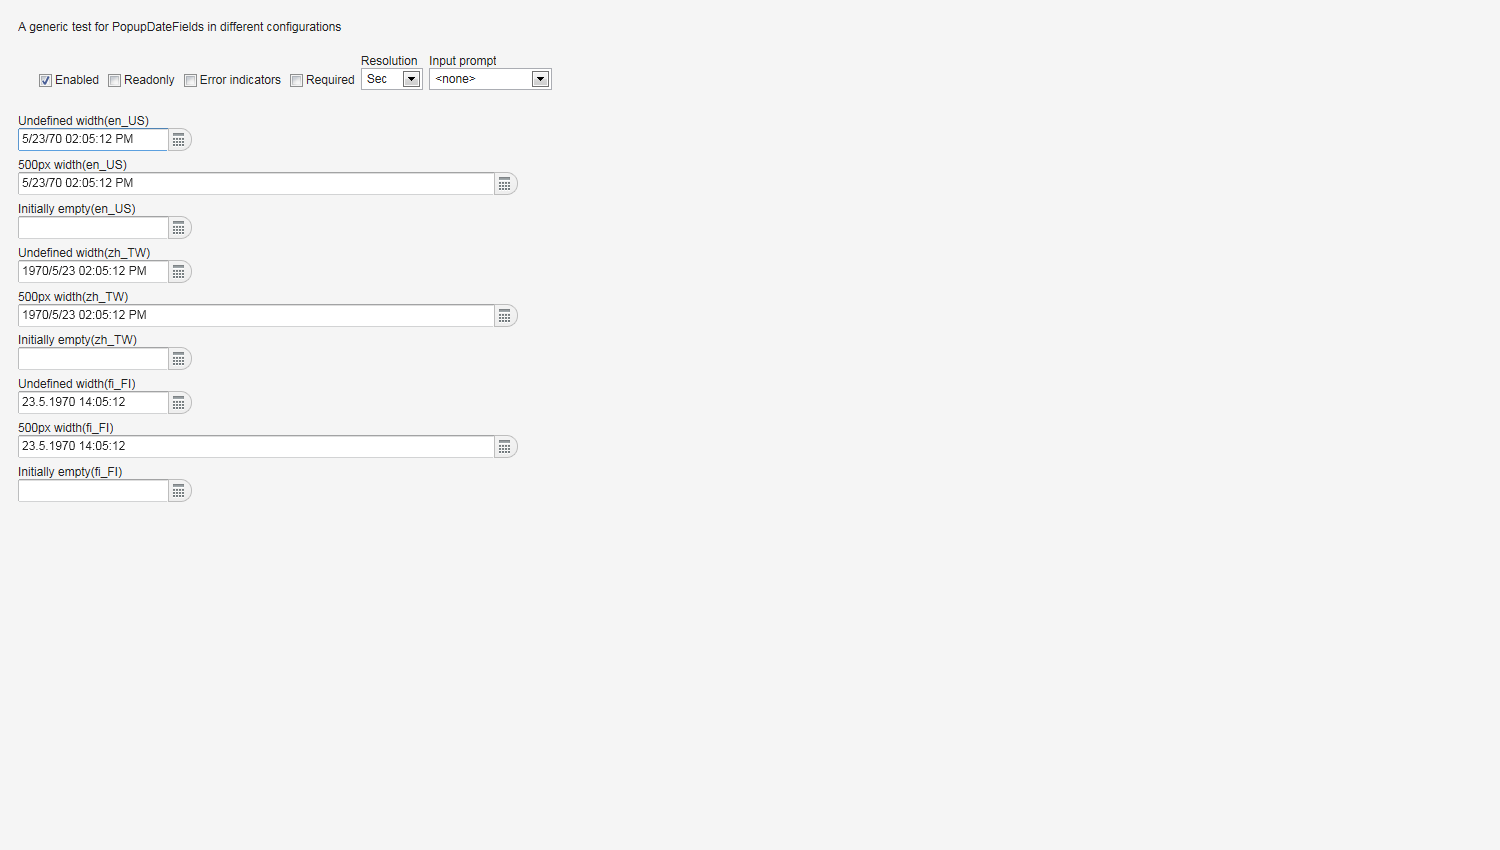 A generic test for PopupDateFields in different configurations
Resolution Input prompt
Enabled Readonly Error indicators Required Sec <none>
Undefined width(en_US)
5/23/70 02:05:12 PM
500px width(en_US)
5/23/70 02:05:12 PM
Initially empty(en_US)
Undefined width(zh_TW)
1970/5/23 02:05:12 PM
500px width(zh_TW)
1970/5/23 02:05:12 PM
Initially empty(zh_TW)
Undefined width(fi_FI)
23.5.1970 14:05:12
500px width(fi_FI)
23.5.1970 14:05:12
Initially empty(fi_FI)